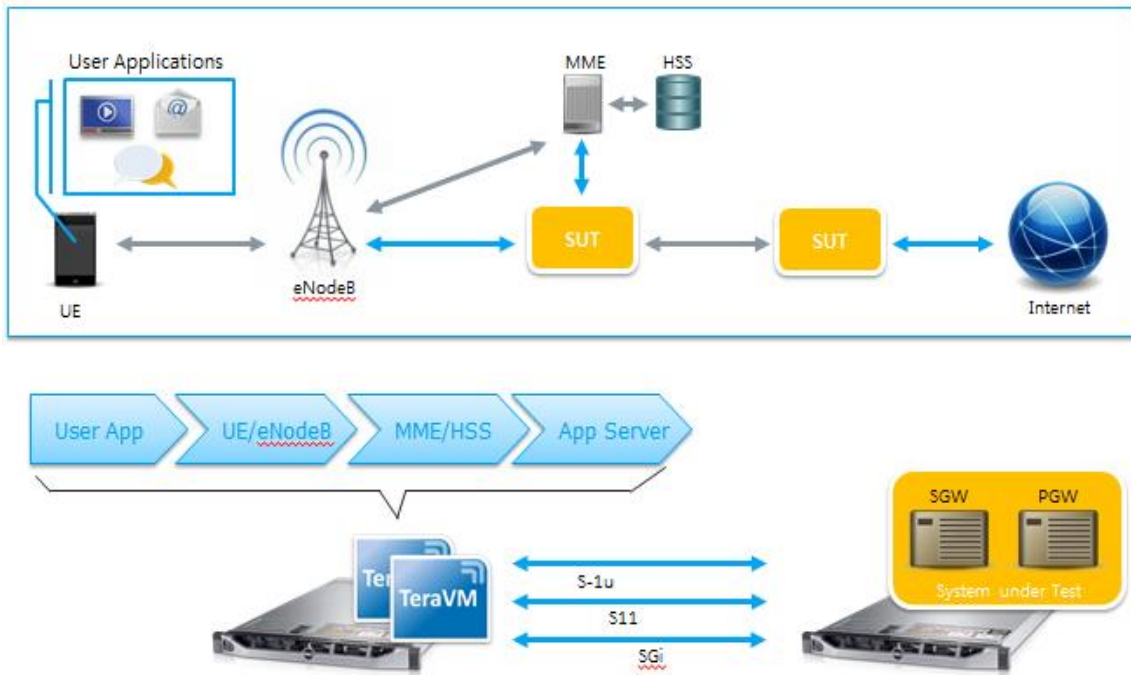 User Applications
@
MME
HSS
SUT
SUT
eNodeB
UE
Internet
User App
UE/eNodeB
MME/HSS
App Server
SGW
PGW
System under Test
TeraVM
S-1u
S11
SGi